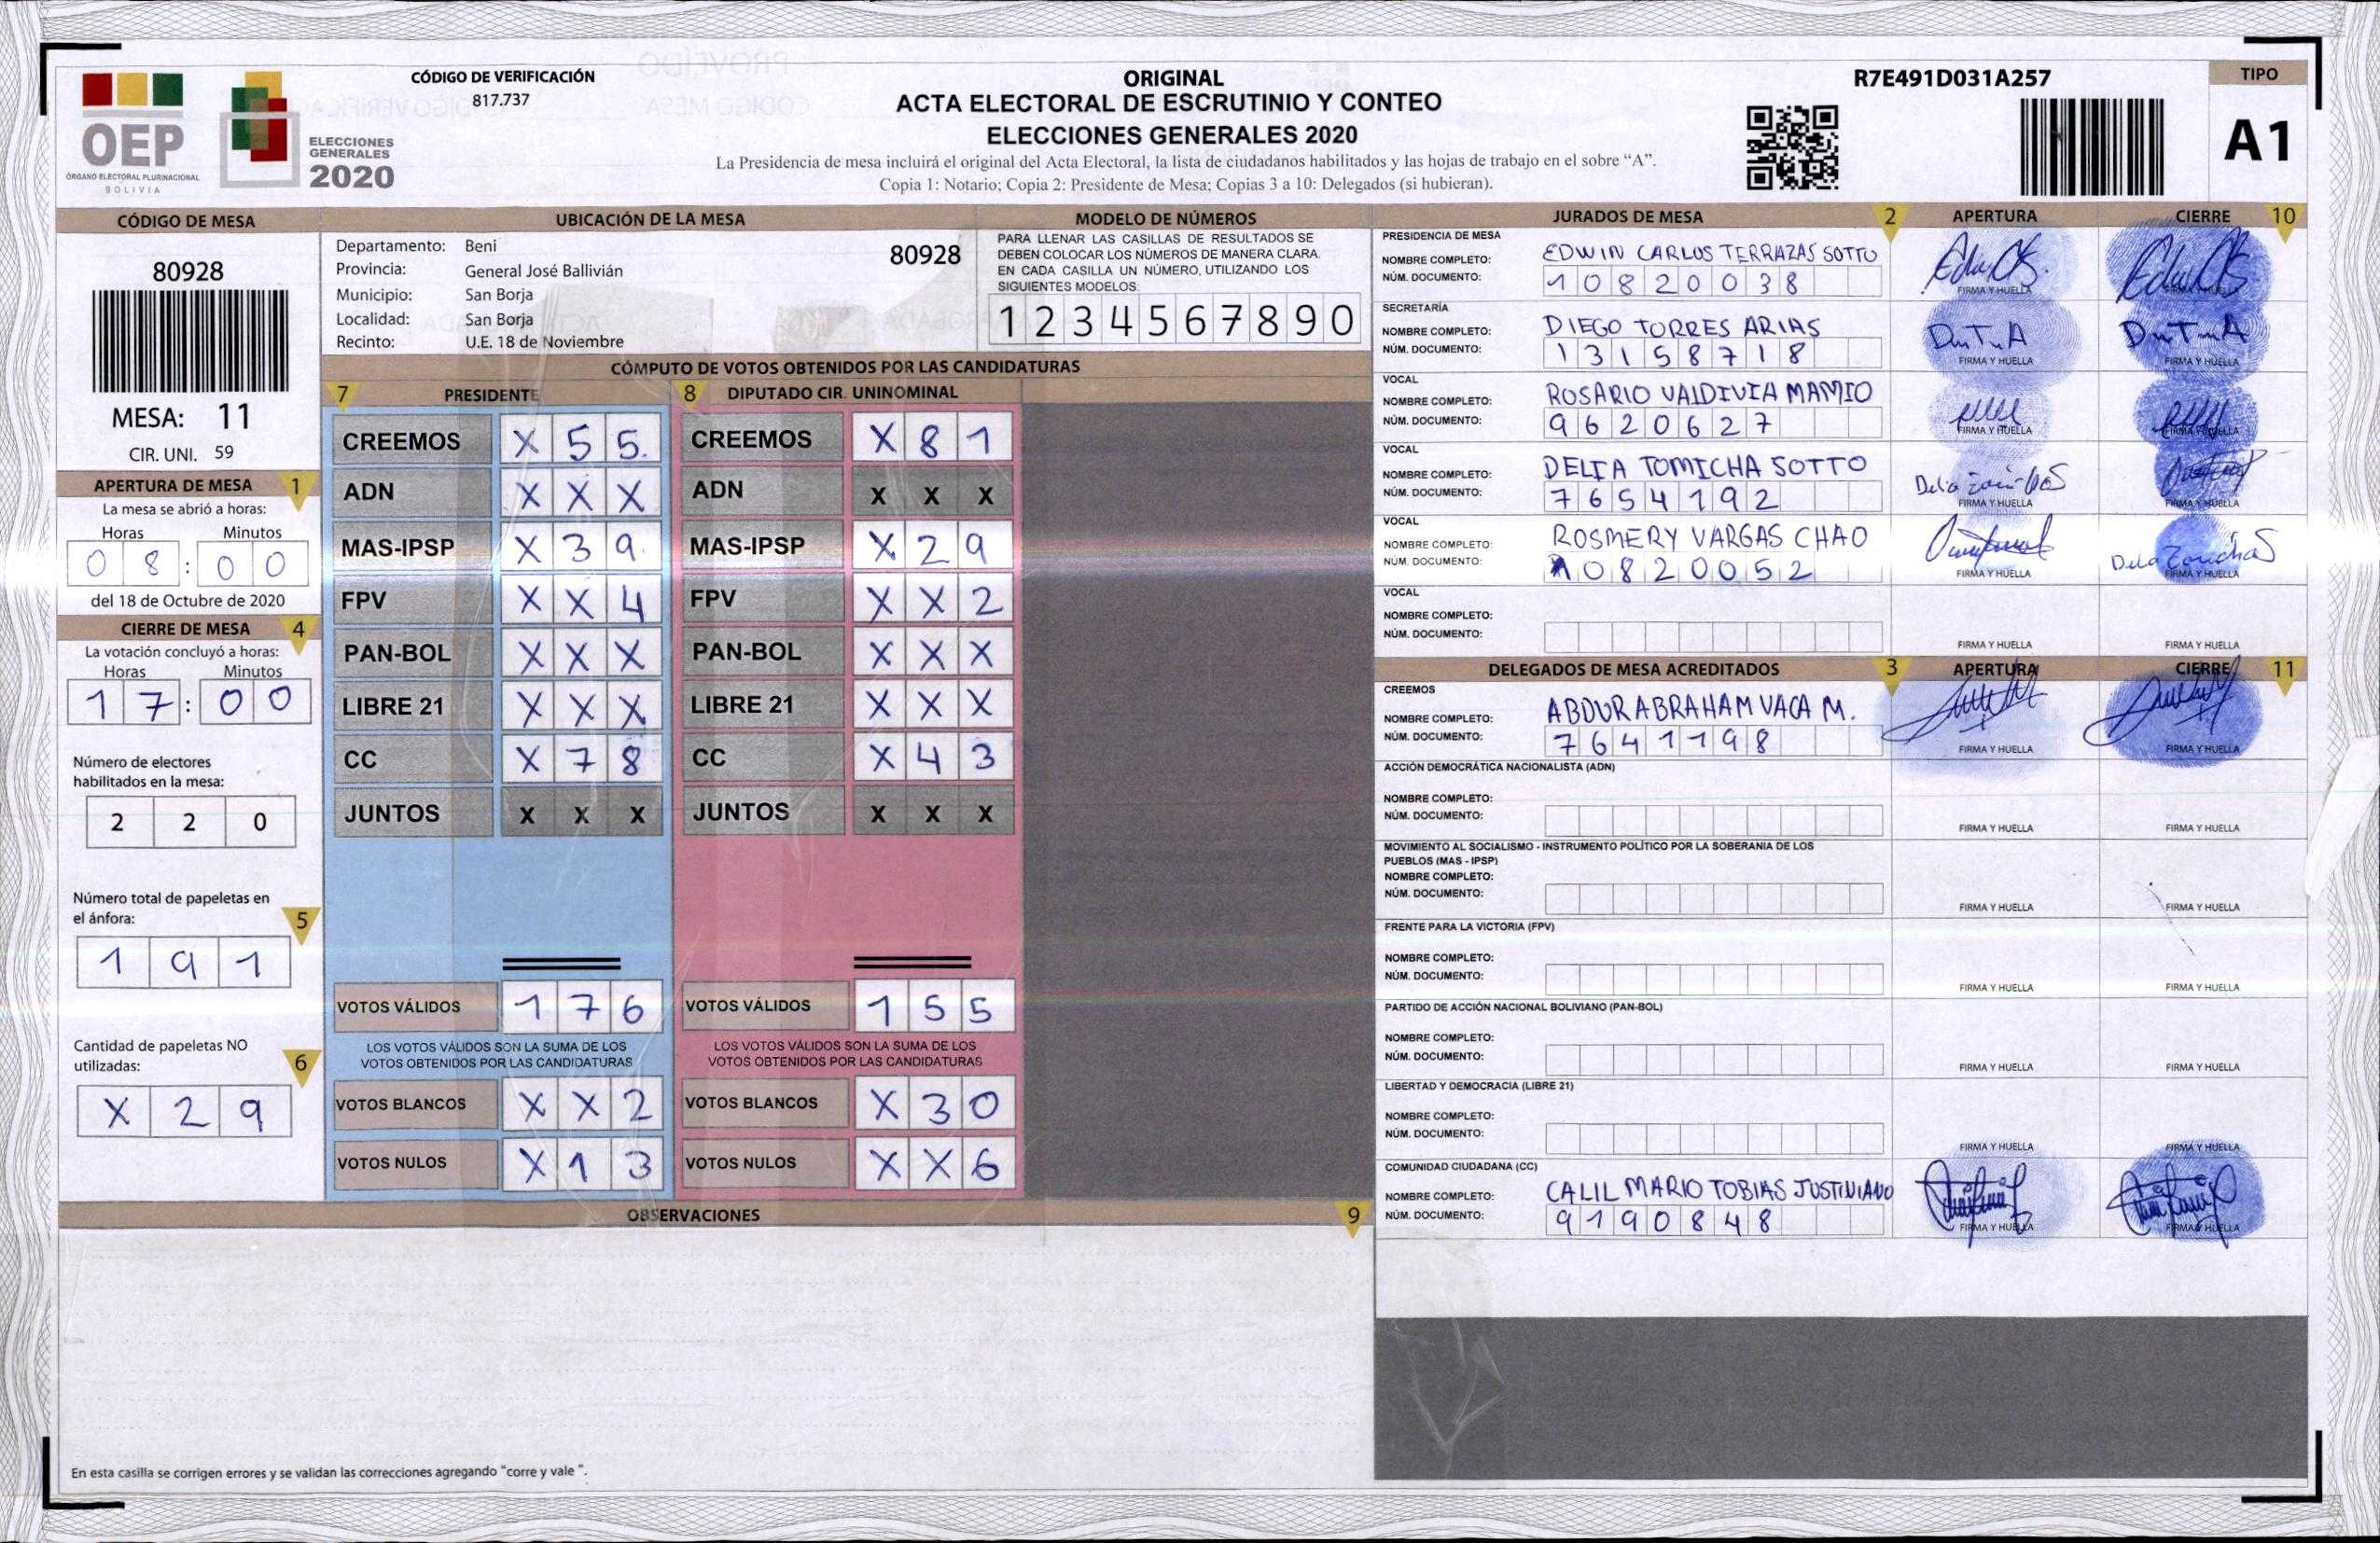 CÓDIGO DE VERIFICACIÓN
817.737
ORIGINAL
ACTA ELECTORAL DE ESCRUTINIO Y CONTEO
ELECCIONES GENERALES 2020
La Presidencia de mesa incluirá el original del Acta Electoral, la lista de ciudadanos habilitados y las hojas de trabajo en el sobre “A”.
Copia 1: Notario; Copia 2: Presidente de Mesa; Copias 3 a 10: Delegados (si hubieran).
R7E491D031A257
TIPO
A1
OEP
ÓRGANO ELECTORAL PLURINACIONAL
BOLIVIA
ELECCIONES
GENERALES
2020
CÓDIGO DE MESA
80928
MESA: 11
CIR. UNI. 59
APERTURA DE MESA 1
La mesa se abrió a horas:
Horas Minutos
0 8 : 0 0
del 18 de Octubre de 2020
CIERRE DE MESA 4
La votación concluyó a horas:
Horas Minutos
1 7 : 0 0
Número de electores
habilitados en la mesa:
2 2 0
Número total de papeletas en
el ánfora: 5
1 9 1
Cantidad de papeletas NO
utilizadas: 6
X 2 9
UBICACIÓN DE LA MESA
Departamento: Beni 80928
Provincia: General José Ballivián
Municipio: San Borja
Localidad: San Borja
Recinto: U.E. 18 de Noviembre
MODELO DE NÚMEROS
PARA LLENAR LAS CASILLAS DE RESULTADOS SE
DEBEN COLOCAR LOS NÚMEROS DE MANERA CLARA.
EN CADA CASILLA UN NÚMERO, UTILIZANDO LOS
SIGUIENTES MODELOS:
1 2 3 4 5 6 7 8 9 0
CÓMPUTO DE VOTOS OBTENIDOS POR LAS CANDIDATURAS
7 PRESIDENTE 8 DIPUTADO CIR. UNINOMINAL
CREEMOS X 5 5. CREEMOS X 8 1
ADN X X X ADN X X X
MAS-IPSP X 3 9. MAS-IPSP X 2 9
FPV X X 4 FPV X X 2
PAN-BOL X X X PAN-BOL X X X
LIBRE 21 X X X LIBRE 21 X X X
CC X 7 8 CC X 4 3
JUNTOS X X X JUNTOS X X X
VOTOS VÁLIDOS 1 7 6 VOTOS VÁLIDOS 1 5 5
LOS VOTOS VÁLIDOS SON LA SUMA DE LOS LOS VOTOS VÁLIDOS SON LA SUMA DE LOS
VOTOS OBTENIDOS POR LAS CANDIDATURAS VOTOS OBTENIDOS POR LAS CANDIDATURAS
VOTOS BLANCOS X X 2 VOTOS BLANCOS X 3 0
VOTOS NULOS X 1 3 VOTOS NULOS X X 6
OBSERVACIONES 9
En esta casilla se corrigen errores y se validan las correcciones agregando “corre y vale ”.
JURADOS DE MESA 2 APERTURA CIERRE 10
PRESIDENCIA DE MESA
NOMBRE COMPLETO: EDWIN CARLOS TERRAZAS SOTTO
NÚM. DOCUMENTO: 1 0 8 2 0 0 3 8
FIRMA Y HUELLA FIRMA Y HUELLA
SECRETARÍA
NOMBRE COMPLETO: DIEGO TORRES ARIAS
NÚM. DOCUMENTO: 1 3 1 5 8 7 1 8
FIRMA Y HUELLA FIRMA Y HUELLA
VOCAL
NOMBRE COMPLETO: ROSARIO VALDIVIA MAMIO
NÚM. DOCUMENTO: 9 6 2 0 6 2 7
FIRMA Y HUELLA FIRMA Y HUELLA
VOCAL
NOMBRE COMPLETO: DELIA TOMICHA SOTTO
NÚM. DOCUMENTO: 7 6 5 4 1 9 2
FIRMA Y HUELLA FIRMA Y HUELLA
VOCAL
NOMBRE COMPLETO: ROSMERY VARGAS CHAO
NÚM. DOCUMENTO: 1 0 8 2 0 0 5 2
FIRMA Y HUELLA FIRMA Y HUELLA
VOCAL
NOMBRE COMPLETO:
NÚM. DOCUMENTO:
FIRMA Y HUELLA FIRMA Y HUELLA
DELEGADOS DE MESA ACREDITADOS 3 APERTURA CIERRE 11
CREEMOS
NOMBRE COMPLETO: ABDUR ABRAHAM VACA M.
NÚM. DOCUMENTO: 7 6 4 1 1 9 8
FIRMA Y HUELLA FIRMA Y HUELLA
ACCIÓN DEMOCRÁTICA NACIONALISTA (ADN)
NOMBRE COMPLETO:
NÚM. DOCUMENTO:
FIRMA Y HUELLA FIRMA Y HUELLA
MOVIMIENTO AL SOCIALISMO - INSTRUMENTO POLÍTICO POR LA SOBERANIA DE LOS
PUEBLOS (MAS - IPSP)
NOMBRE COMPLETO:
NÚM. DOCUMENTO:
FIRMA Y HUELLA FIRMA Y HUELLA
FRENTE PARA LA VICTORIA (FPV)
NOMBRE COMPLETO:
NÚM. DOCUMENTO:
FIRMA Y HUELLA FIRMA Y HUELLA
PARTIDO DE ACCIÓN NACIONAL BOLIVIANO (PAN-BOL)
NOMBRE COMPLETO:
NÚM. DOCUMENTO:
FIRMA Y HUELLA FIRMA Y HUELLA
LIBERTAD Y DEMOCRACIA (LIBRE 21)
NOMBRE COMPLETO:
NÚM. DOCUMENTO:
FIRMA Y HUELLA FIRMA Y HUELLA
COMUNIDAD CIUDADANA (CC)
NOMBRE COMPLETO: CALIL MARIO TOBIAS JUSTINIANO
NÚM. DOCUMENTO: 9 1 9 0 8 4 8
FIRMA Y HUELLA FIRMA Y HUELLA